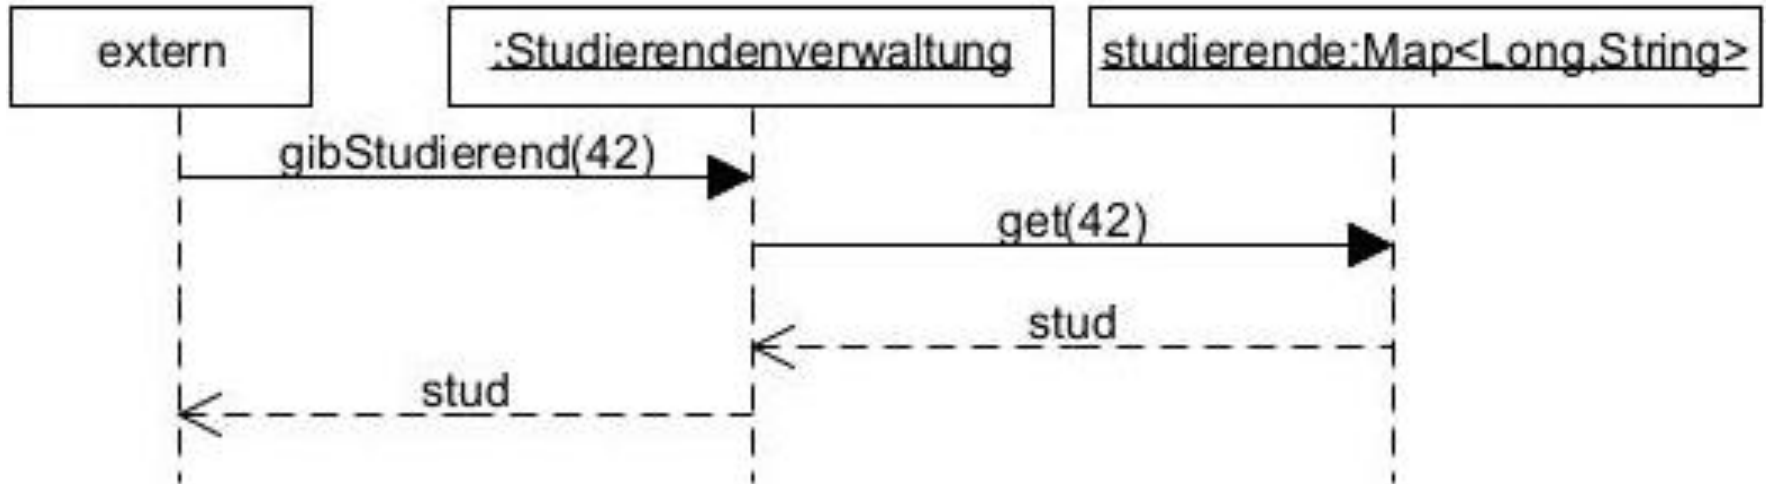 extern
:Studierendenverwaltung
studierende:Map<Long,String>
gibStudierend(42)
get(42)
stud
stud